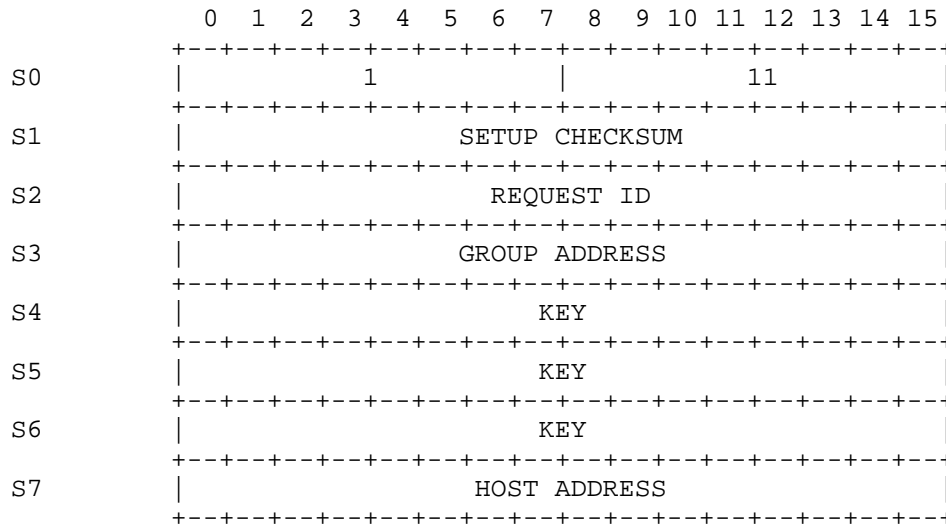 0 1 2 3 4 5 6 7 8 9 10 11 12 13 14 15
+--+--+--+--+--+--+--+--+--+--+--+--+--+--+--+--+
S0 | 1 | 11 |
+--+--+--+--+--+--+--+--+--+--+--+--+--+--+--+--+
S1 | SETUP CHECKSUM |
+--+--+--+--+--+--+--+--+--+--+--+--+--+--+--+--+
S2 | REQUEST ID |
+--+--+--+--+--+--+--+--+--+--+--+--+--+--+--+--+
S3 | GROUP ADDRESS |
+--+--+--+--+--+--+--+--+--+--+--+--+--+--+--+--+
S4 | KEY |
+--+--+--+--+--+--+--+--+--+--+--+--+--+--+--+--+
S5 | KEY |
+--+--+--+--+--+--+--+--+--+--+--+--+--+--+--+--+
S6 | KEY |
+--+--+--+--+--+--+--+--+--+--+--+--+--+--+--+--+
S7 | HOST ADDRESS |
+--+--+--+--+--+--+--+--+--+--+--+--+--+--+--+--+